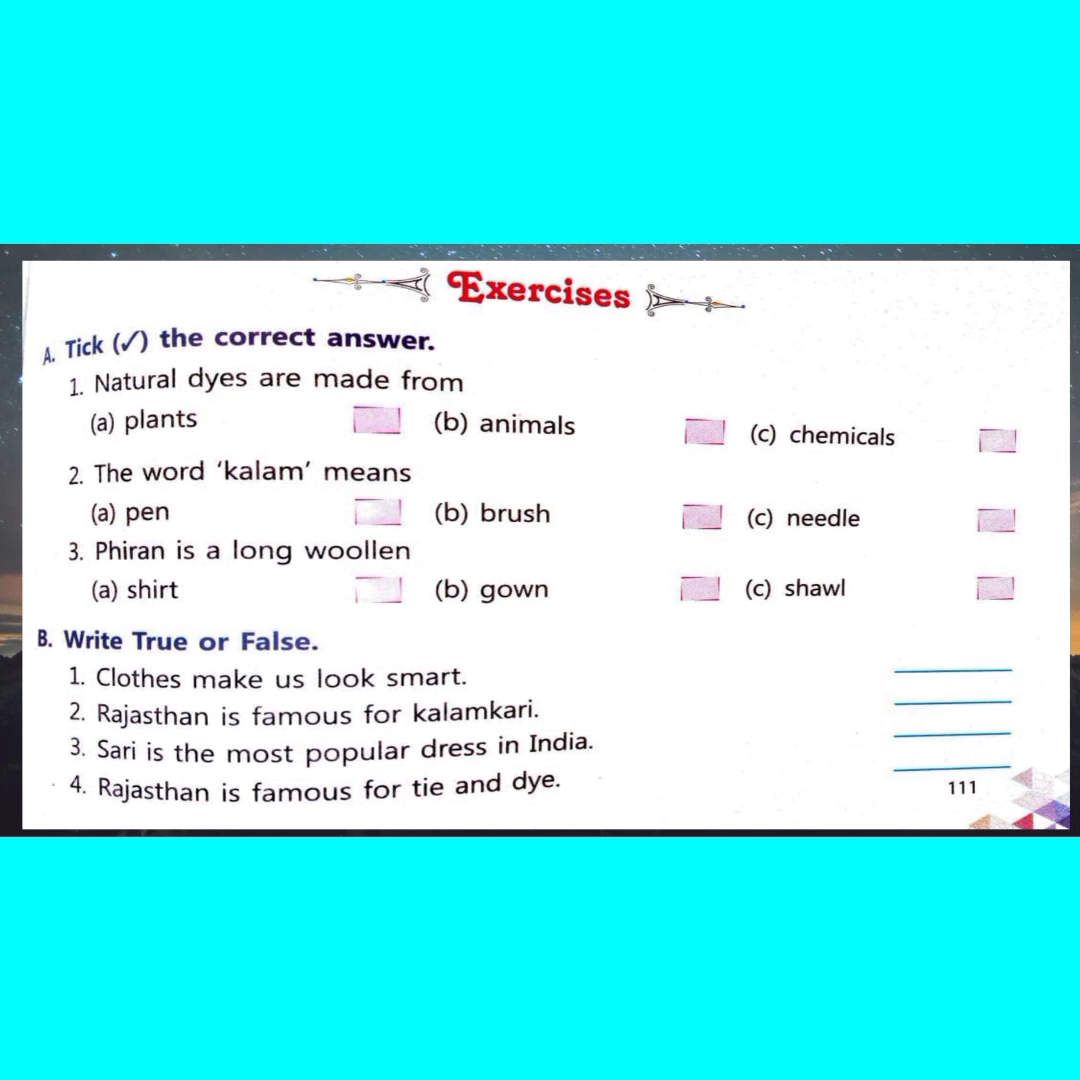 Exercises
A. Tick (✓) the correct answer.
1. Natural dyes are made from
(a) plants (b) animals (c) chemicals
2. The word ‘kalam’ means
(a) pen (b) brush (c) needle
3. Phiran is a long woollen
(a) shirt (b) gown (c) shawl
B. Write True or False.
1. Clothes make us look smart.
2. Rajasthan is famous for kalamkari.
3. Sari is the most popular dress in India.
4. Rajasthan is famous for tie and dye.
111